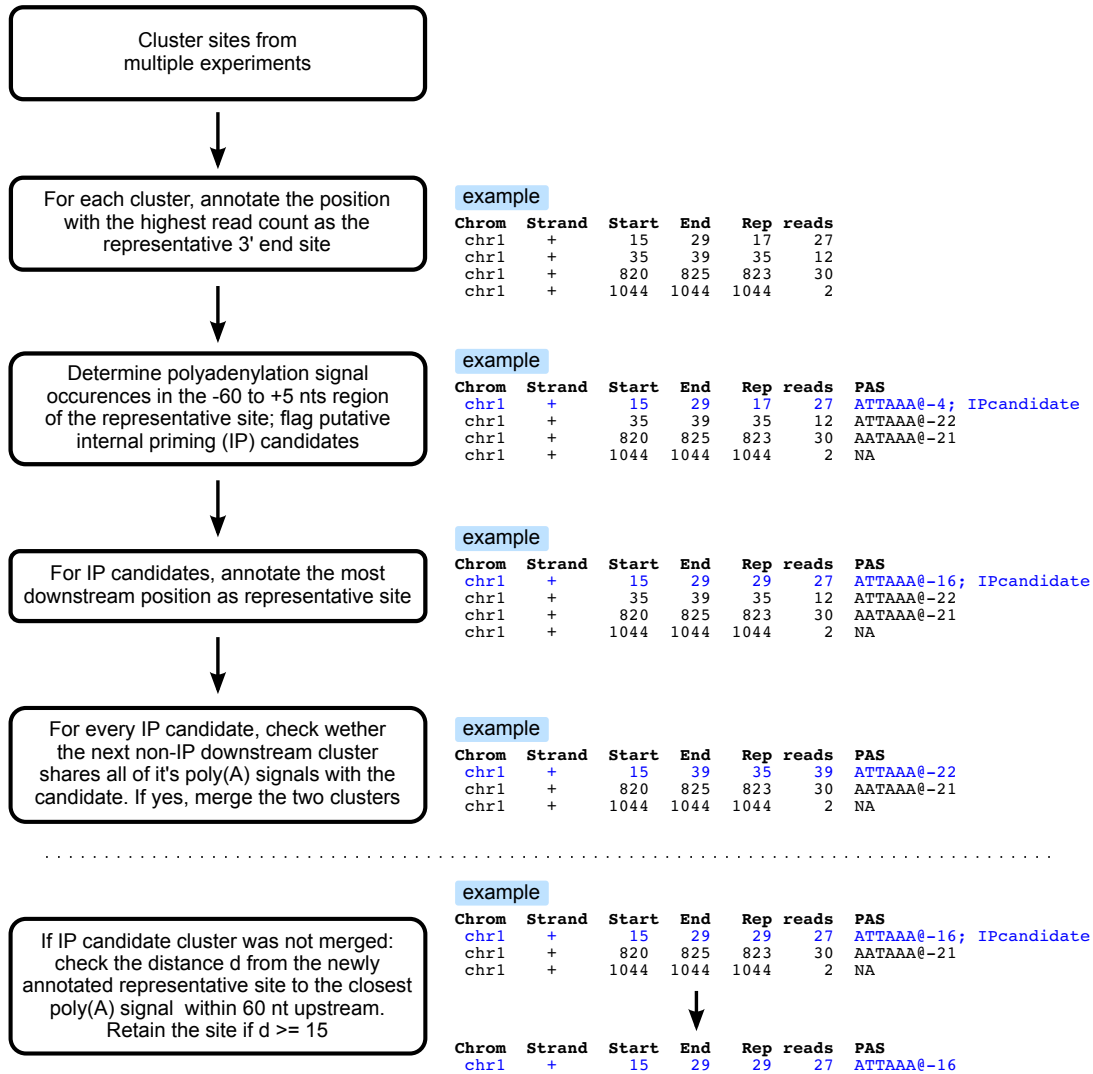 Cluster sites from
multiple experiments
For each cluster, annotate the position
with the highest read count as the
representative 3' end site
example
Chrom Strand Start End Rep reads
chr1 + 15 29 17 27
chr1 + 35 39 35 12
chr1 + 820 825 823 30
chr1 + 1044 1044 1044 2
Determine polyadenylation signal
occurences in the -60 to +5 nts region
of the representative site; flag putative
internal priming (IP) candidates
example
Chrom Strand Start End Rep reads PAS
chr1 + 15 29 17 27 ATTAAA@-4; IPcandidate
chr1 + 35 39 35 12 ATTAAA@-22
chr1 + 820 825 823 30 AATAAA@-21
chr1 + 1044 1044 1044 2 NA
For IP candidates, annotate the most
downstream position as representative site
example
Chrom Strand Start End Rep reads PAS
chr1 + 15 29 29 27 ATTAAA@-16; IPcandidate
chr1 + 35 39 35 12 ATTAAA@-22
chr1 + 820 825 823 30 AATAAA@-21
chr1 + 1044 1044 1044 2 NA
For every IP candidate, check wether
the next non-IP downstream cluster
shares all of it's poly(A) signals with the
candidate. If yes, merge the two clusters
example
Chrom Strand Start End Rep reads PAS
chr1 + 15 39 35 39 ATTAAA@-22
chr1 + 820 825 823 30 AATAAA@-21
chr1 + 1044 1044 1044 2 NA
If IP candidate cluster was not merged:
check the distance d from the newly
annotated representative site to the closest
poly(A) signal within 60 nt upstream.
Retain the site if d >= 15
example
Chrom Strand Start End Rep reads PAS
chr1 + 15 29 29 27 ATTAAA@-16; IPcandidate
chr1 + 820 825 823 30 AATAAA@-21
chr1 + 1044 1044 1044 2 NA
Chrom Strand Start End Rep reads PAS
chr1 + 15 29 29 27 ATTAAA@-16